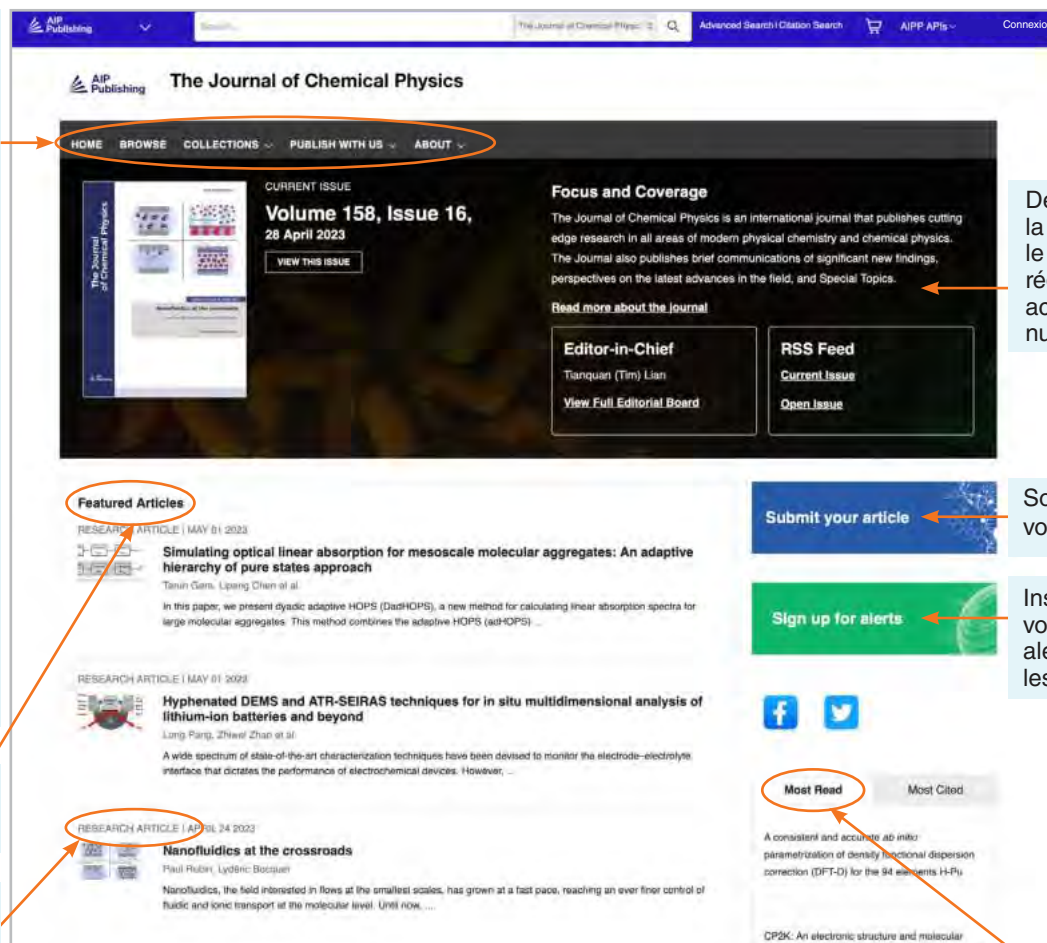 AIP
Publishing
Search...
The Journal of Chemical Physic
Advanced Search | Citation Search
AIPP APIs
Connexio
AIP
Publishing
The Journal of Chemical Physics
HOME BROWSE COLLECTIONS PUBLISH WITH US ABOUT
The Journal
of Chemical Physics
Nanofluidics at the crossroads
CURRENT ISSUE
Volume 158, Issue 16,
28 April 2023
VIEW THIS ISSUE
Focus and Coverage
The Journal of Chemical Physics is an international journal that publishes cutting
edge research in all areas of modern physical chemistry and chemical physics.
The Journal also publishes brief communications of significant new findings,
perspectives on the latest advances in the field, and Special Topics.
Read more about the journal
Editor-in-Chief
Tianquan (Tim) Lian
View Full Editorial Board
RSS Feed
Current Issue
Open Issue
De
la
le
ré
ac
nu
Featured Articles
RESEARCH ARTICLE | MAY 01 2023
Simulating optical linear absorption for mesoscale molecular aggregates: An adaptive
hierarchy of pure states approach
Tarun Gera, Lipeng Chen et al.
In this paper, we present dyadic adaptive HOPS (DadHOPS), a new method for calculating linear absorption spectra for
large molecular aggregates. This method combines the adaptive HOPS (adHOPS) ...
RESEARCH ARTICLE | MAY 01 2023
Hyphenated DEMS and ATR-SEIRAS techniques for in situ multidimensional analysis of
lithium-ion batteries and beyond
Long Pang, Zhiwei Zhan et al.
A wide spectrum of state-of-the-art characterization techniques have been devised to monitor the electrode–electrolyte
interface that dictates the performance of electrochemical devices. However, ...
RESEARCH ARTICLE | APRIL 24 2023
Nanofluidics at the crossroads
Paul Robin, Lydéric Bocquet
Nanofluidics, the field interested in flows at the smallest scales, has grown at a fast pace, reaching an ever finer control of
fluidic and ionic transport at the molecular level. Until now, ...
Submit your article
So
vo
Sign up for alerts
Ins
vo
ale
les
Most Read
Most Cited
A consistent and accurate ab initio
parametrization of density functional dispersion
correction (DFT-D) for the 94 elements H-Pu
CP2K: An electronic structure and molecular